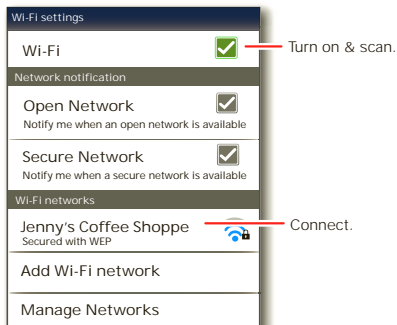 Wi-Fi settings
Wi-Fi
Turn on & scan.
Network notification
Open Network
Notify me when an open network is available
Secure Network
Notify me when a secure network is available
Wi-Fi networks
Jenny's Coffee Shoppe
Secured with WEP
Connect.
Add Wi-Fi network
Manage Networks